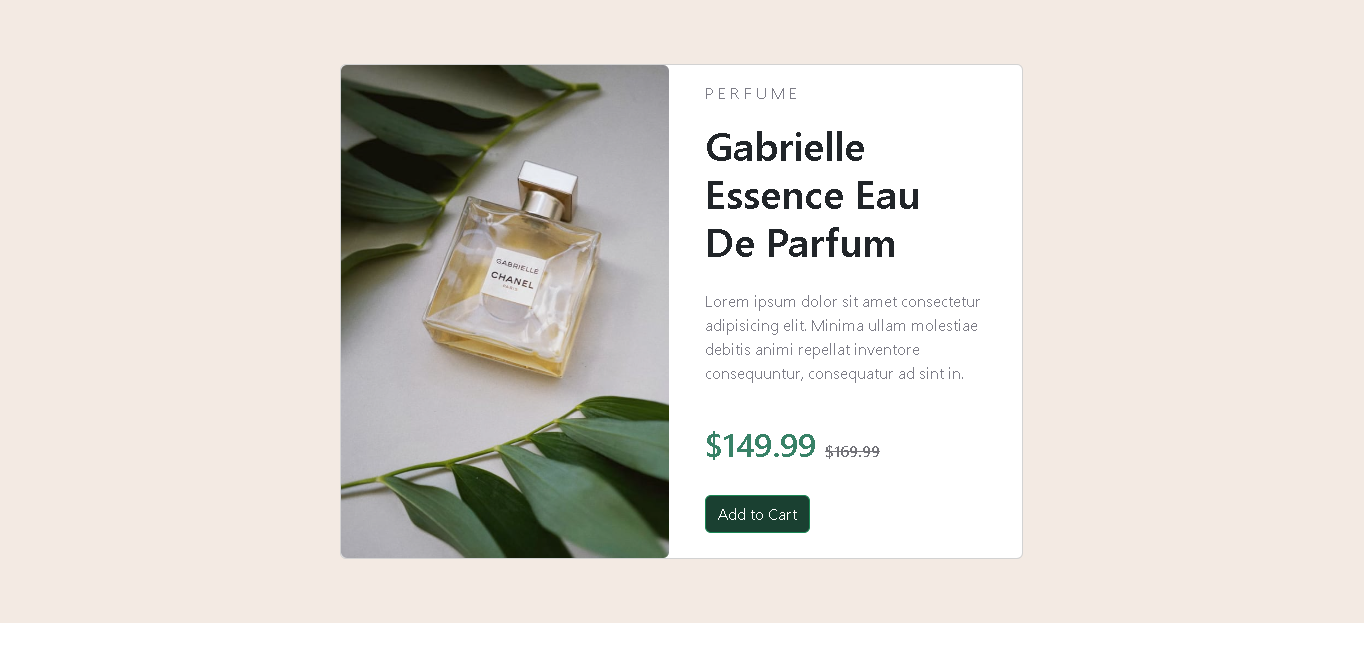 GABRIELLE
CHANEL
PARIS
PERFUME
Gabrielle
Essence Eau
De Parfum
Lorem ipsum dolor sit amet consectetur
adipisicing elit. Minima ullam molestiae
debitis animi repellat inventore
consequuntur, consequatur ad sint in.
$149.99 $169.99
Add to Cart